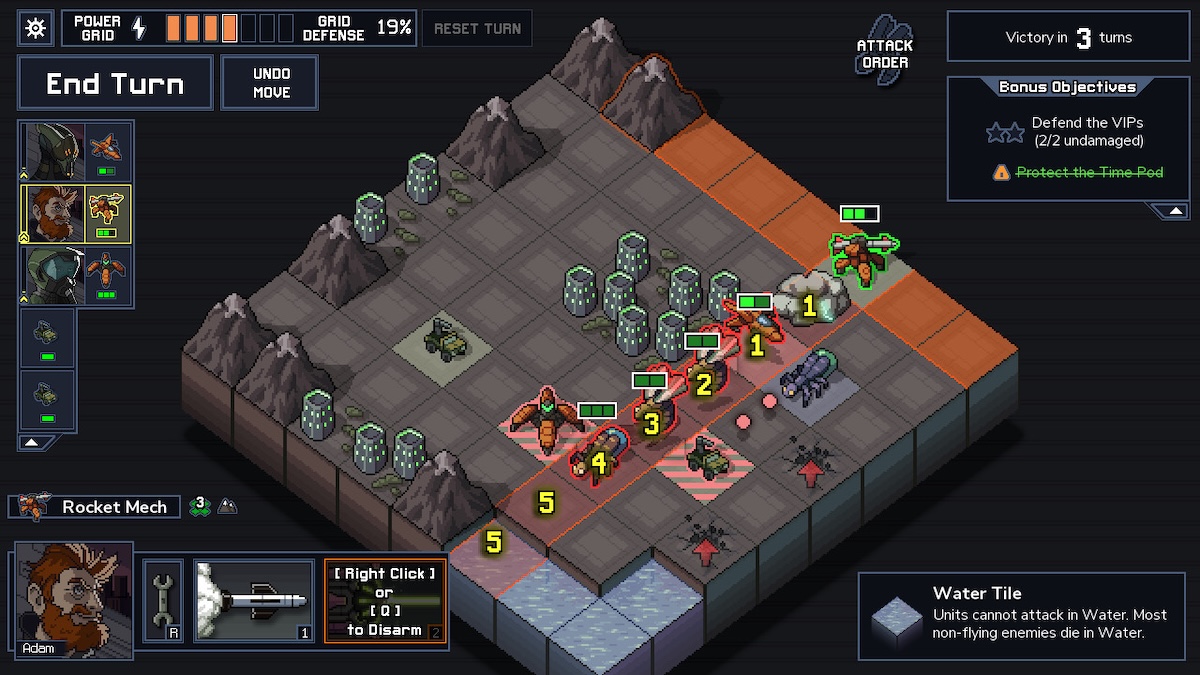 POWER
GRID
GRID
DEFENSE
19%
RESET TURN
End Turn
UNDO
MOVE
ATTACK
ORDER
Victory in 3 turns
Bonus Objectives
Defend the VIPs
(2/2 undamaged)
Protect the Time Pod
1
1
2
3
4
5
5
Rocket Mech
3
Adam
R
1
[ Right Click ]
or
[ Q ]
to Disarm
2
Water Tile
Units cannot attack in Water. Most
non-flying enemies die in Water.